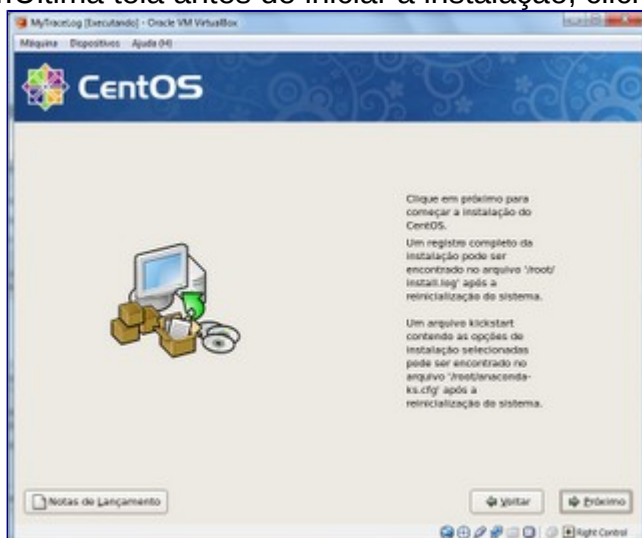 Última tela antes de iniciar a instalação, clic
MyTraceLog [Executando] - Oracle VM VirtualBox
Máquina Dispositivos Ajuda (H)
CentOS
Clique em próximo para
começar a instalação do
CentOS.
Um registro completo da
instalação pode ser
encontrado no arquivo '/root/
install.log' após a
reinicialização do sistema.
Um arquivo kickstart
contendo as opções de
instalação selecionadas
pode ser encontrado no
arquivo '/root/anaconda-
ks.cfg' após a
reinicialização do sistema.
Notas de Lançamento
Voltar
Próximo
Right Control